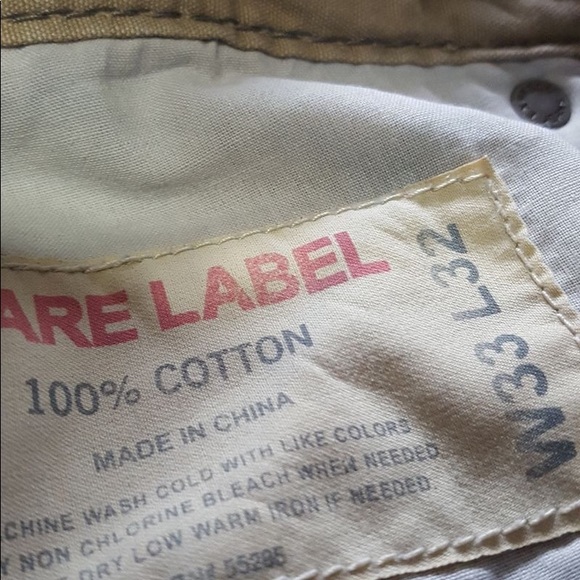 ARE LABEL
100% COTTON
MADE IN CHINA
CHINE WASH COLD WITH LIKE COLORS
Y NON CHLORINE BLEACH WHEN NEEDED
E DRY LOW WARM IRON IF NEEDED.
55285
W33 L32